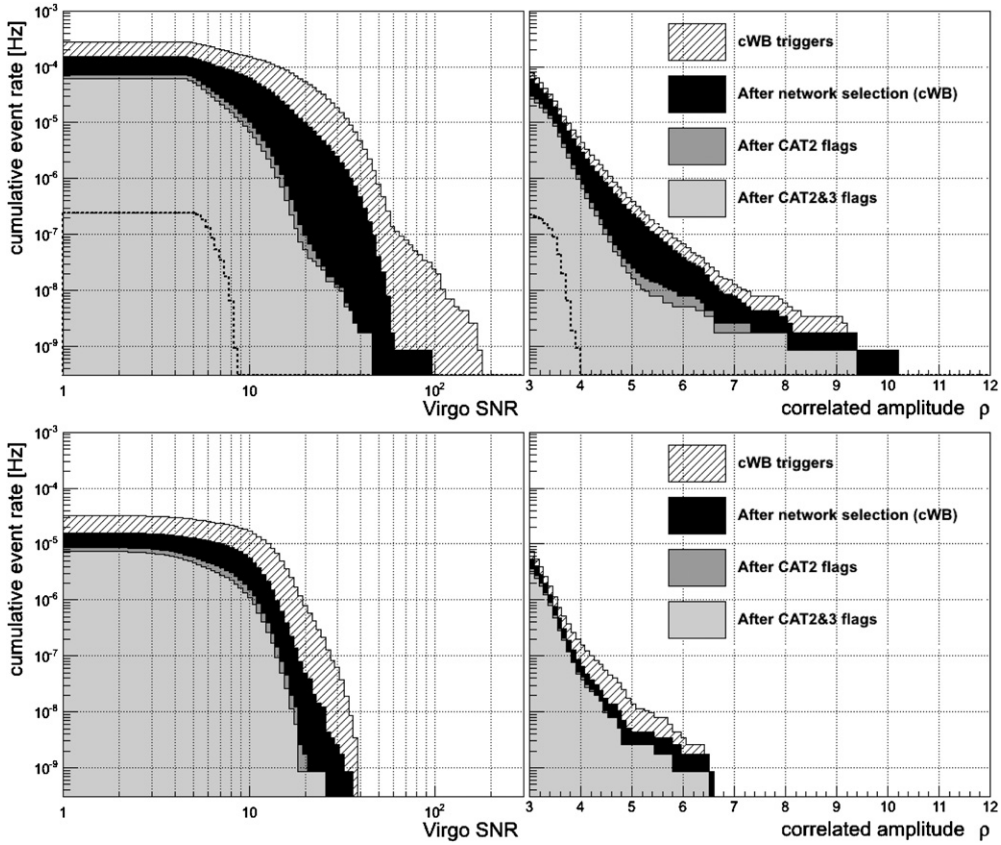 cumulative event rate [Hz]
10-3
10-4
10-5
10-6
10-7
10-8
10-9
1
10
102
Virgo SNR
cWB triggers
After network selection (cWB)
After CAT2 flags
After CAT2&3 flags
3
4
5
6
7
8
9
10
11
12
correlated amplitude ρ
cumulative event rate [Hz]
10-3
10-4
10-5
10-6
10-7
10-8
10-9
1
10
102
Virgo SNR
cWB triggers
After network selection (cWB)
After CAT2 flags
After CAT2&3 flags
3
4
5
6
7
8
9
10
11
12
correlated amplitude ρ